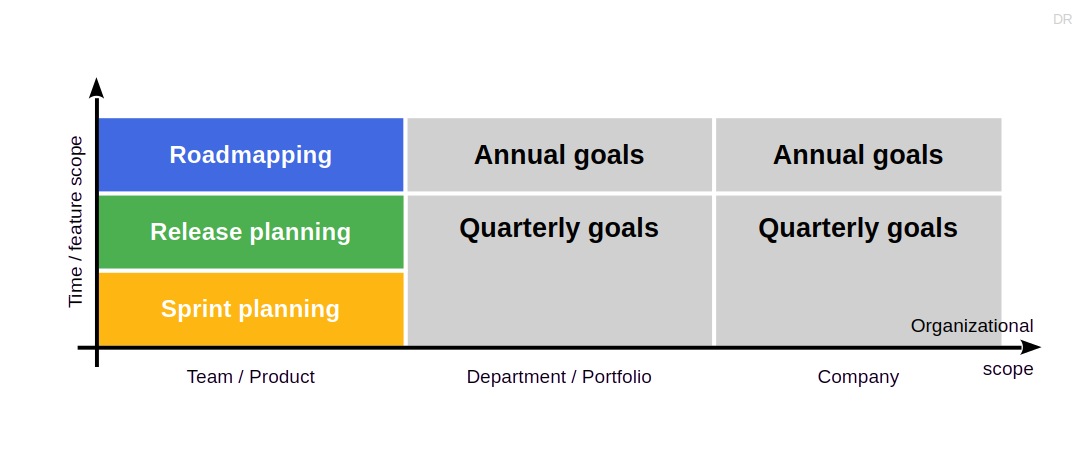 DR
Time / feature scope
Roadmapping
Annual goals
Annual goals
Release planning
Quarterly goals
Quarterly goals
Sprint planning
Organizational
scope
Team / Product
Department / Portfolio
Company